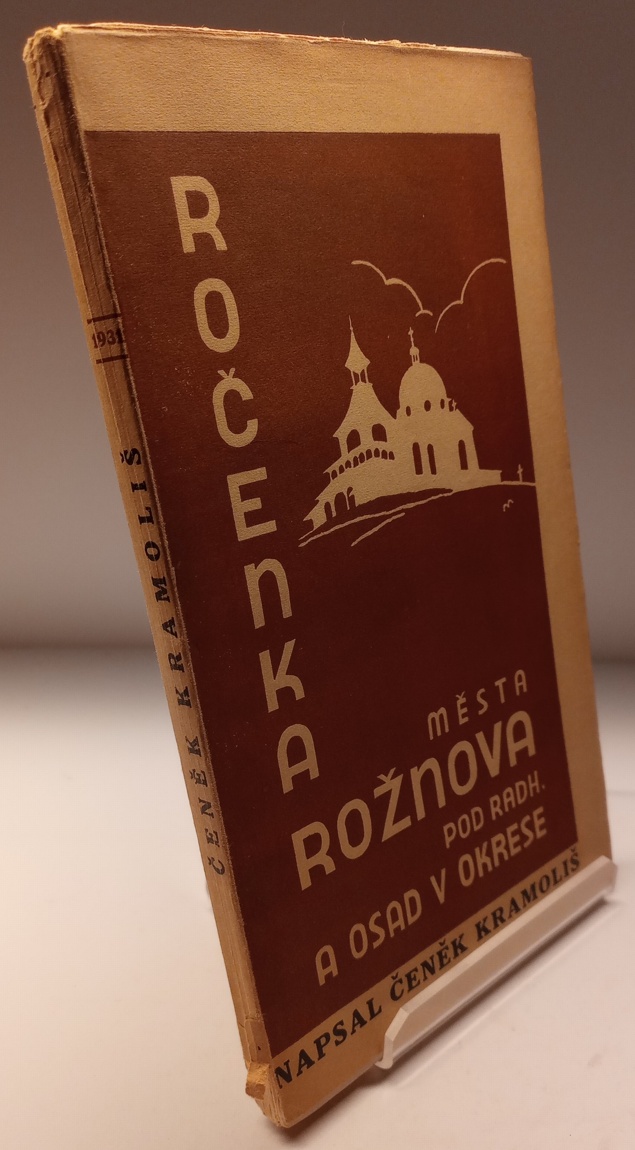 1931
ČENĚK KRAMOLIŠ
ROČENKA
MĚSTA
ROŽNOVA
POD RADH.
A OSAD V OKRESE
NAPSAL ČENĚK KRAMOLIŠ